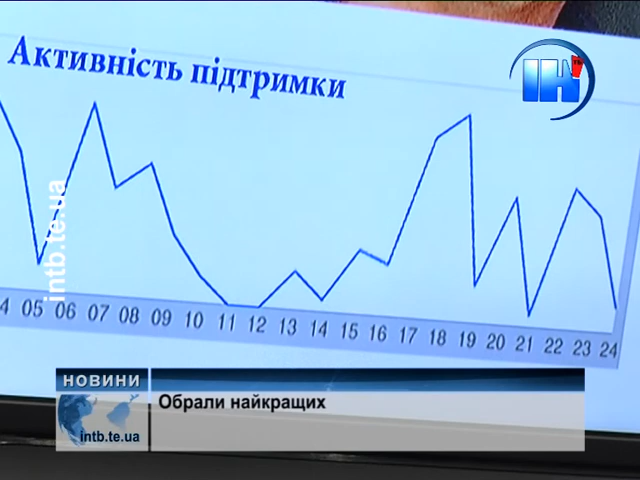 Активність підтримки
ІНТБ
intb.te.ua
4 05 06 07 08 09 10 11 12 13 14 15 16 17 18 19 20 21 22 23 24
НОВИНИ
Обрали найкращих
intb.te.ua